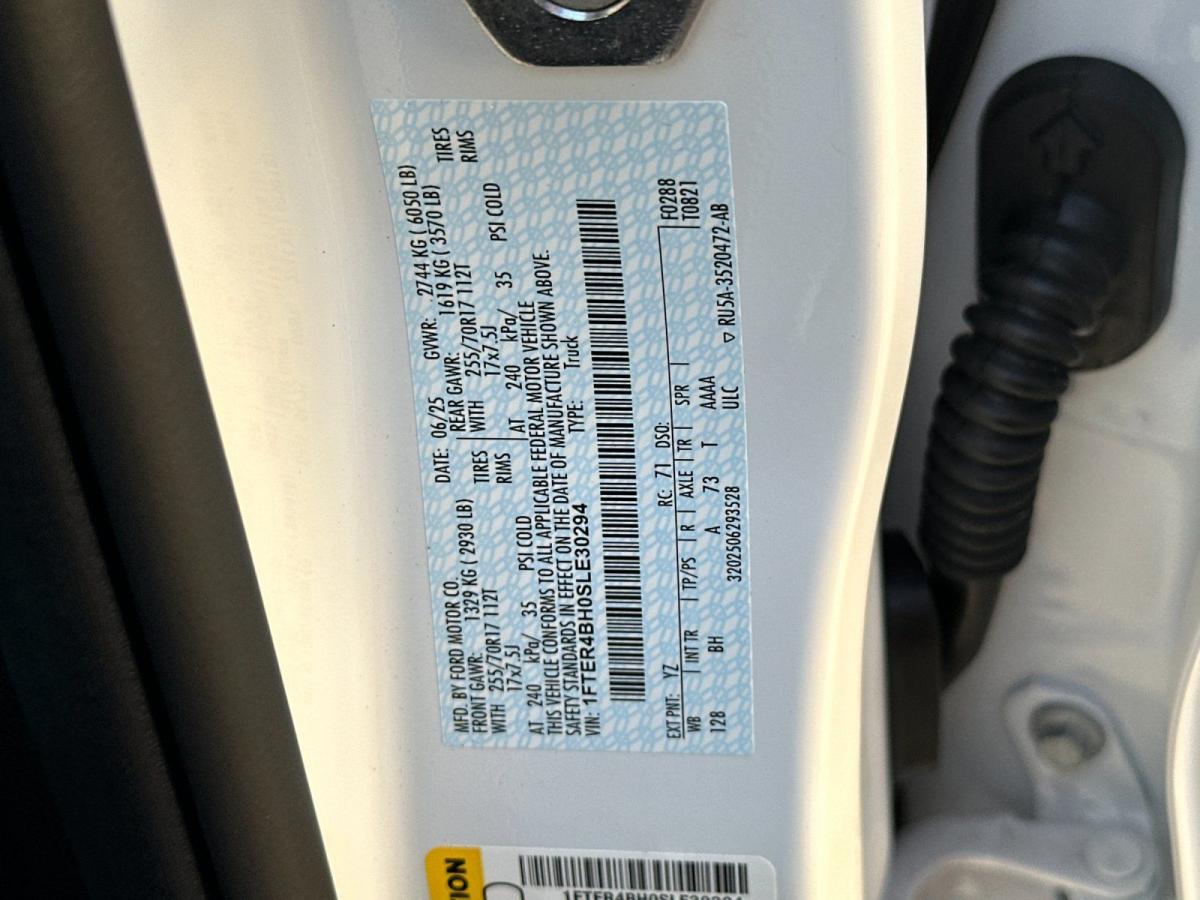 MFD. BY FORD MOTOR CO. DATE: 06/25 GVWR: 2744 KG ( 6050 LB)
FRONT GAWR: 1329 KG ( 2930 LB) REAR GAWR: 1619 KG ( 3570 LB)
WITH 255/70R17 112T TIRES WITH 255/70R17 112T TIRES
17x7.5J RIMS 17x7.5J RIMS
AT 240 kPa/ 35 PSI COLD AT 240 kPa/ 35 PSI COLD
THIS VEHICLE CONFORMS TO ALL APPLICABLE FEDERAL MOTOR VEHICLE
SAFETY STANDARDS IN EFFECT ON THE DATE OF MANUFACTURE SHOWN ABOVE.
VIN: 1FTER4BH0SLE30294 TYPE: Truck
F0288
T0821
EXT PNT: YZ RC: 71 DSO:
WB INT TR TP/PS R AXLE TR SPR
128 BH A 73 T AAAA
ULC
3202506293528 ▽ RU5A-3520472-AB
TION
1FTER4BH0SLE30294